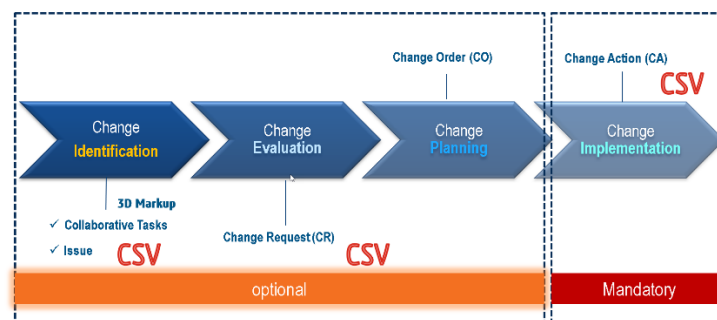 Change Order (CO)
Change Action (CA)
CSV
Change
Identification
Change
Evaluation
Change
Planning
Change
Implementation
3D Markup
✓ Collaborative Tasks
✓ Issue
CSV
Change Request (CR)
CSV
optional
Mandatory